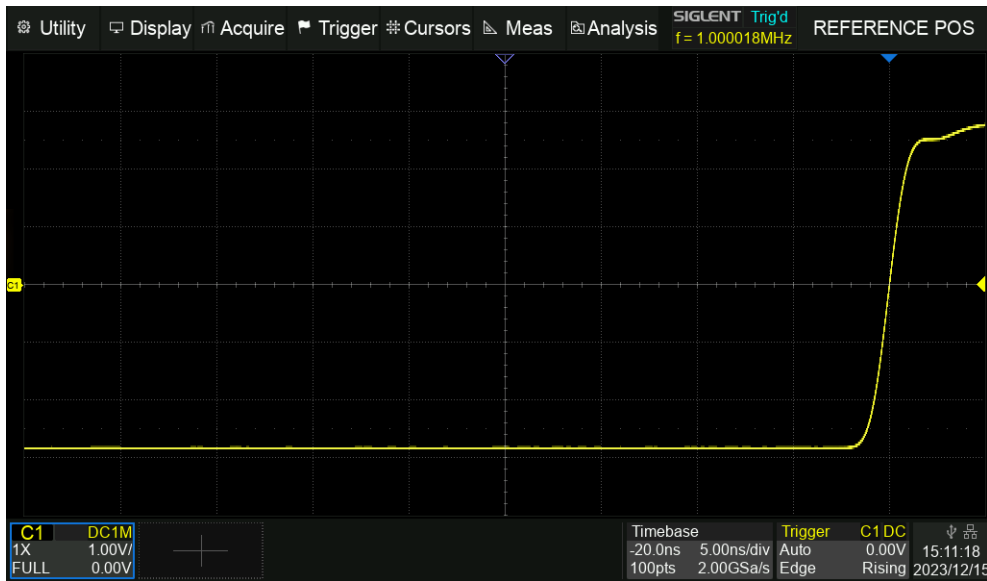 Utility Display Acquire Trigger Cursors Meas Analysis SIGLENT Trig'd REFERENCE POS
f = 1.000018MHz
C1
C1 DC1M Timebase Trigger C1 DC
1X 1.00V/ -20.0ns 5.00ns/div Auto 0.00V 15:11:18
FULL 0.00V 100pts 2.00GSa/s Edge Rising 2023/12/15